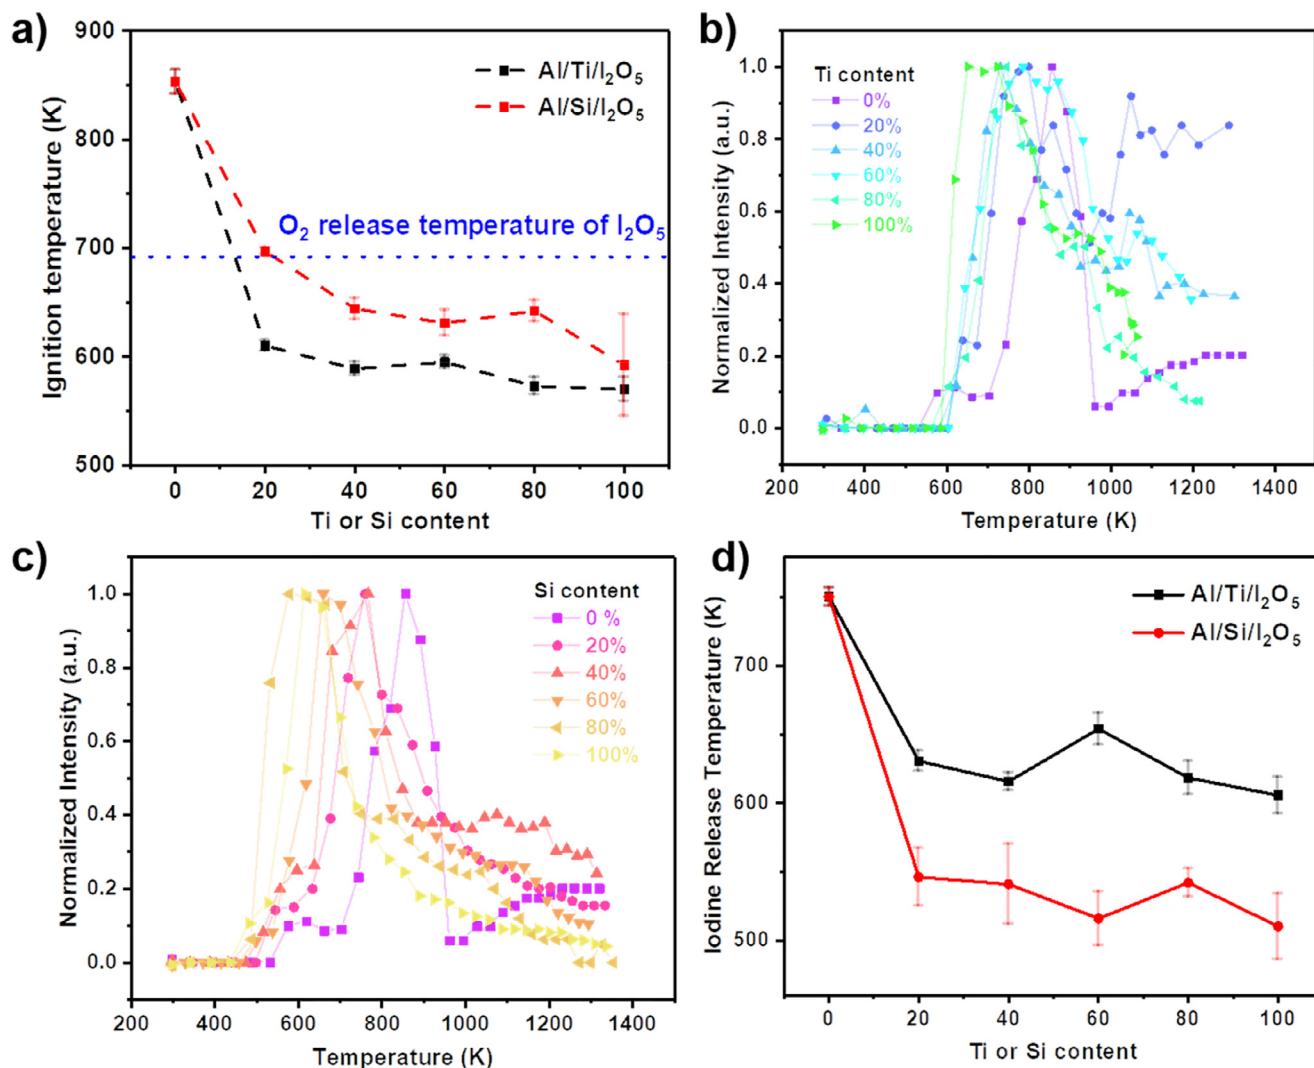 a)
900
800
700
600
500
Ignition temperature (K)
Al/Ti/I₂O₅
Al/Si/I₂O₅
O₂ release temperature of I₂O₅
0 20 40 60 80 100
Ti or Si content
b)
1.0
0.8
0.6
0.4
0.2
0.0
Normalized Intensity (a.u.)
Ti content
0%
20%
40%
60%
80%
100%
200 400 600 800 1000 1200 1400
Temperature (K)
c)
1.0
0.8
0.6
0.4
0.2
0.0
Normalized Intensity (a.u.)
Si content
0 %
20%
40%
60%
80%
100%
200 400 600 800 1000 1200 1400
Temperature (K)
d)
700
600
500
Iodine Release Temperature (K)
Al/Ti/I₂O₅
Al/Si/I₂O₅
0 20 40 60 80 100
Ti or Si content